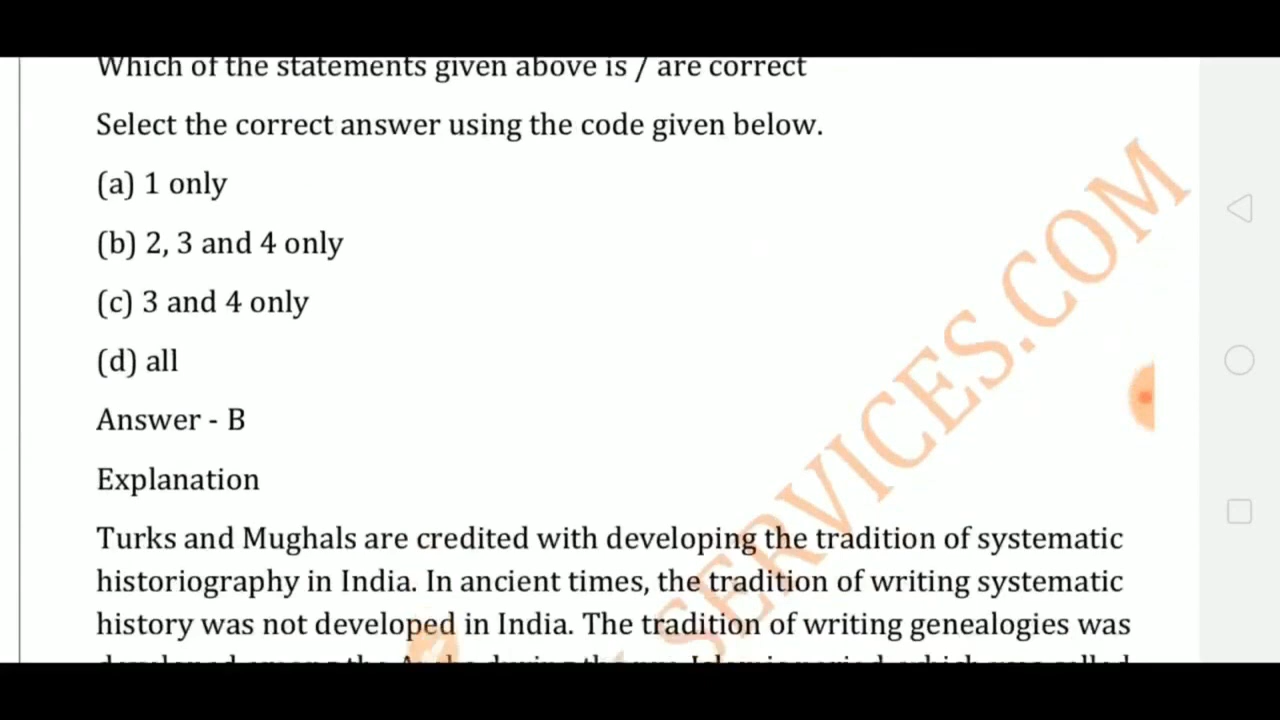 Which of the statements given above is / are correct
Select the correct answer using the code given below.
(a) 1 only
(b) 2, 3 and 4 only
(c) 3 and 4 only
(d) all
Answer - B
Explanation
Turks and Mughals are credited with developing the tradition of systematic
historiography in India. In ancient times, the tradition of writing systematic
history was not developed in India. The tradition of writing genealogies was
SERVICES.COM